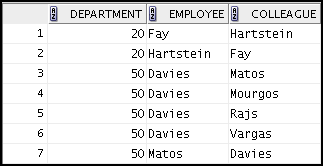 DEPARTMENT EMPLOYEE COLLEAGUE
1 20 Fay Hartstein
2 20 Hartstein Fay
3 50 Davies Matos
4 50 Davies Mourgos
5 50 Davies Rajs
6 50 Davies Vargas
7 50 Matos Davies